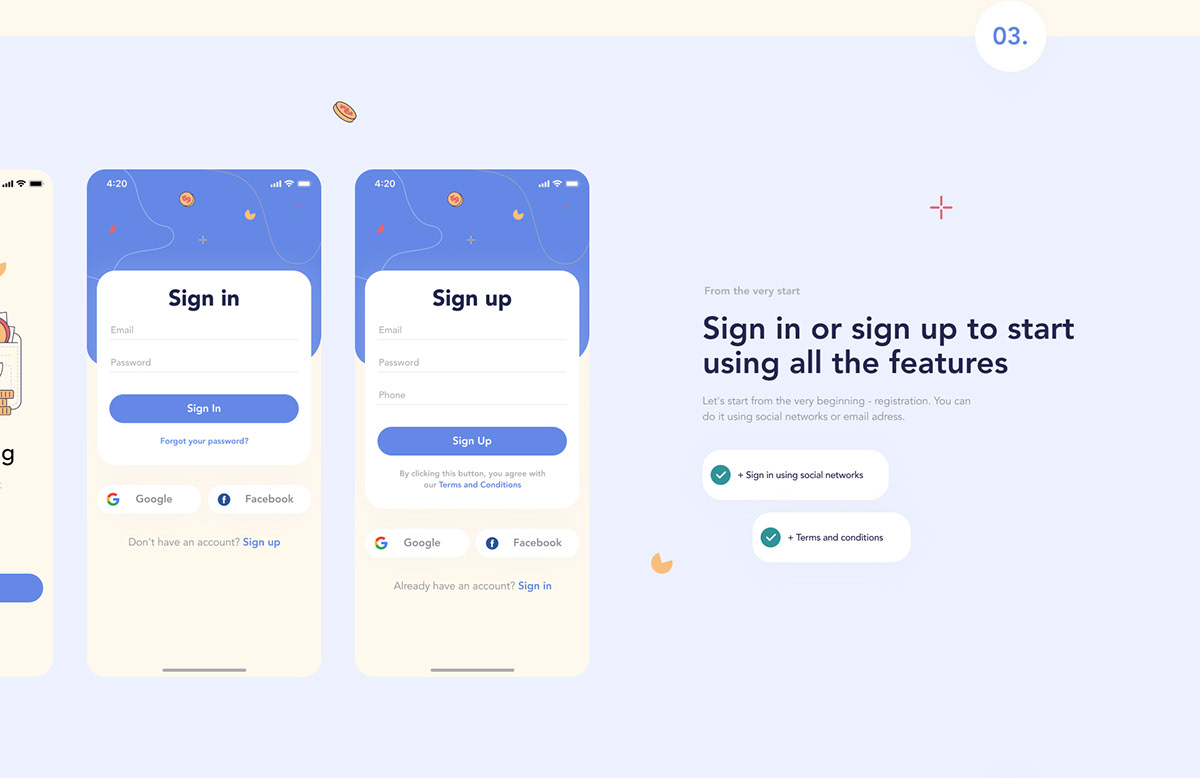 03.
g
4:20
Sign in
Email
Password
Sign In
Forgot your password?
Google
Facebook
Don't have an account? Sign up
4:20
Sign up
Email
Password
Phone
Sign Up
By clicking this button, you agree with
our Terms and Conditions
Google
Facebook
Already have an account? Sign in
From the very start
Sign in or sign up to start
using all the features
Let's start from the very beginning - registration. You can
do it using social networks or email adress.
+ Sign in using social networks
+ Terms and conditions